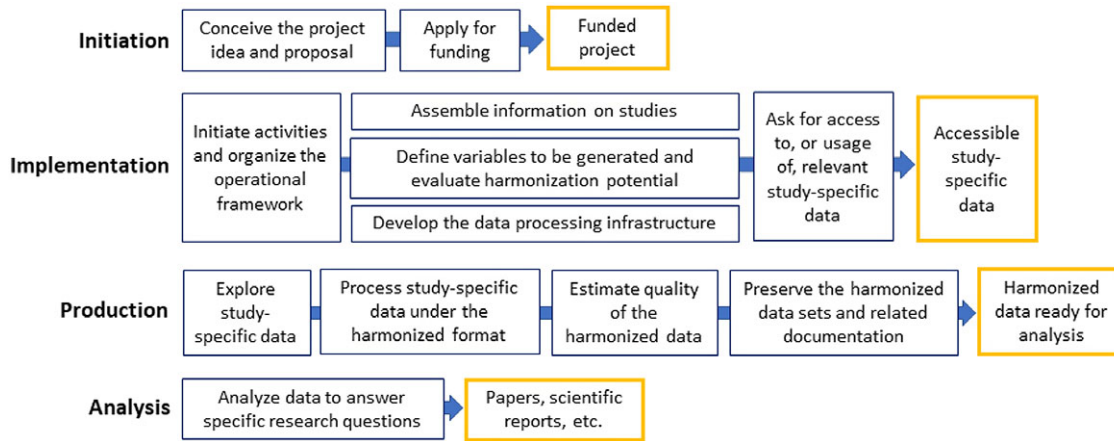 Initiation
Conceive the project
idea and proposal
Apply for
funding
Funded
project
Implementation
Initiate activities
and organize the
operational
framework
Assemble information on studies
Define variables to be generated and
evaluate harmonization potential
Develop the data processing infrastructure
Ask for access
to, or usage
of, relevant
study-specific
data
Accessible
study-
specific
data
Production
Explore
study-
specific data
Process study-specific
data under the
harmonized format
Estimate quality
of the
harmonized data
Preserve the harmonized
data sets and related
documentation
Harmonized
data ready for
analysis
Analysis
Analyze data to answer
specific research questions
Papers, scientific
reports, etc.